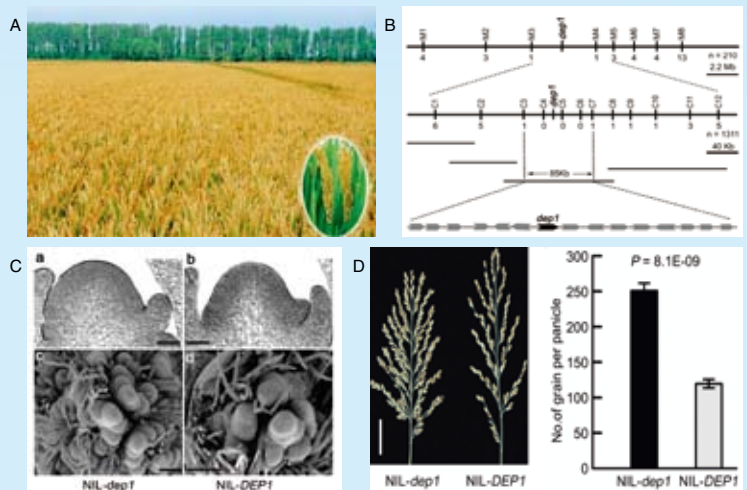 A
B
M1 M2 M3 dep1 M4 M5 M6 M7 M8
4 3 1 1 3 4 4 13
n = 210
2.2 Mb
C1 C2 C3 C4 dep1 C5 C6 C7 C8 C9 C10 C11 C12
6 5 1 0 0 0 1 1 1 1 3 5
n = 1311
40 Kb
dep1
C
a b
c d
NIL-dep1 NIL-DEP1
D
NIL-dep1 NIL-DEP1
P = 8.1E-09
No.of grain per panicle
300
250
200
150
100
50
0
NIL-dep1 NIL-DEP1